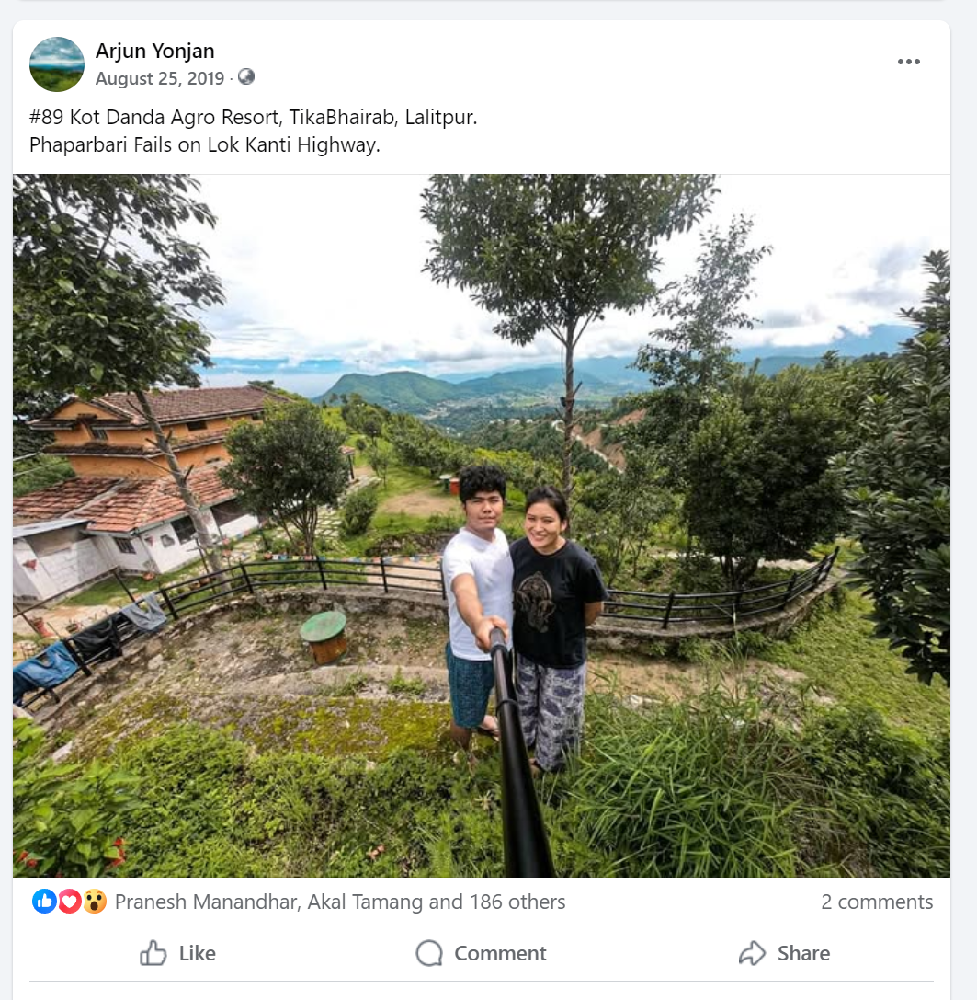 Arjun Yonjan
August 25, 2019 ·
#89 Kot Danda Agro Resort, TikaBhairab, Lalitpur.
Phaparbari Fails on Lok Kanti Highway.
Pranesh Manandhar, Akal Tamang and 186 others
2 comments
Like
Comment
Share